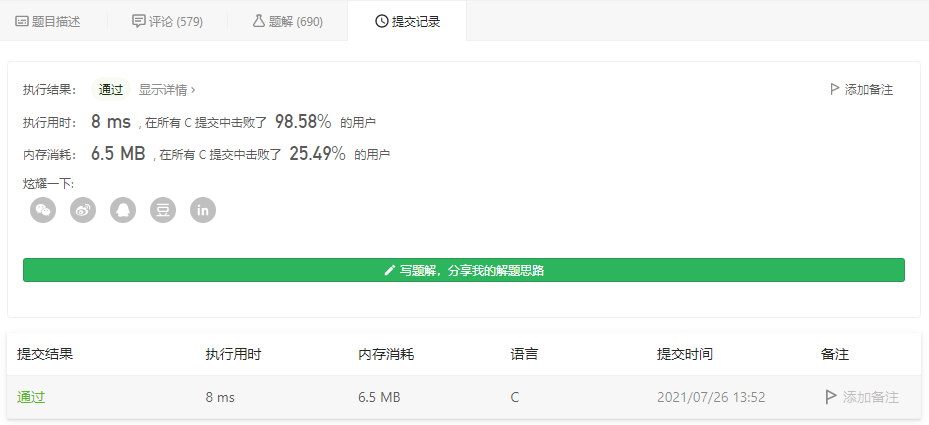 题目描述 评论 (579) 题解 (690) 提交记录
执行结果： 通过 显示详情 › 添加备注
执行用时： 8 ms , 在所有 C 提交中击败了 98.58% 的用户
内存消耗： 6.5 MB , 在所有 C 提交中击败了 25.49% 的用户
炫耀一下:
豆 in
写题解，分享我的解题思路
提交结果 执行用时 内存消耗 语言 提交时间 备注
通过 8 ms 6.5 MB C 2021/07/26 13:52 添加备注